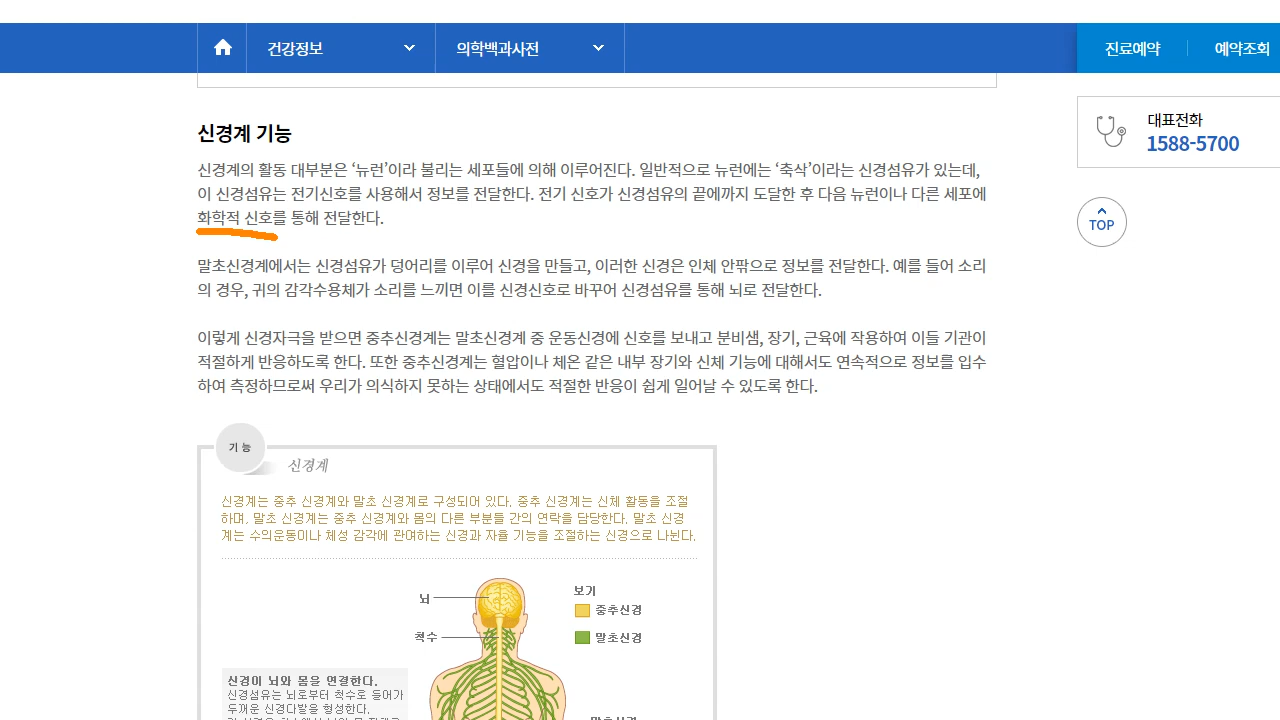 건강정보
의학백과사전
진료예약
예약조회
대표전화
1588-5700
TOP
신경계 기능
신경계의 활동 대부분은 ‘뉴런’이라 불리는 세포들에 의해 이루어진다. 일반적으로 뉴런에는 ‘축삭’이라는 신경섬유가 있는데,
이 신경섬유는 전기신호를 사용해서 정보를 전달한다. 전기 신호가 신경섬유의 끝에까지 도달한 후 다음 뉴런이나 다른 세포에
화학적 신호를 통해 전달한다.
말초신경계에서는 신경섬유가 덩어리를 이루어 신경을 만들고, 이러한 신경은 인체 안팎으로 정보를 전달한다. 예를 들어 소리
의 경우, 귀의 감각수용체가 소리를 느끼면 이를 신경신호로 바꾸어 신경섬유를 통해 뇌로 전달한다.
이렇게 신경자극을 받으면 중추신경계는 말초신경계 중 운동신경에 신호를 보내고 분비샘, 장기, 근육에 작용하여 이들 기관이
적절하게 반응하도록 한다. 또한 중추신경계는 혈압이나 체온 같은 내부 장기와 신체 기능에 대해서도 연속적으로 정보를 입수
하여 측정하므로써 우리가 의식하지 못하는 상태에서도 적절한 반응이 쉽게 일어날 수 있도록 한다.
기능
신경계
신경계는 중추 신경계와 말초 신경계로 구성되어 있다. 중추 신경계는 신체 활동을 조절
하며, 말초 신경계는 중추 신경계와 몸의 다른 부분들 간의 연락을 담당한다. 말초 신경
계는 수의운동이나 체성 감각에 관여하는 신경과 자율 기능을 조절하는 신경으로 나뉜다.
뇌
척수
보기
중추신경
말초신경
신경이 뇌와 몸을 연결한다.
신경섬유는 뇌로부터 척수로 들어가
두꺼운 신경다발을 형성한다.